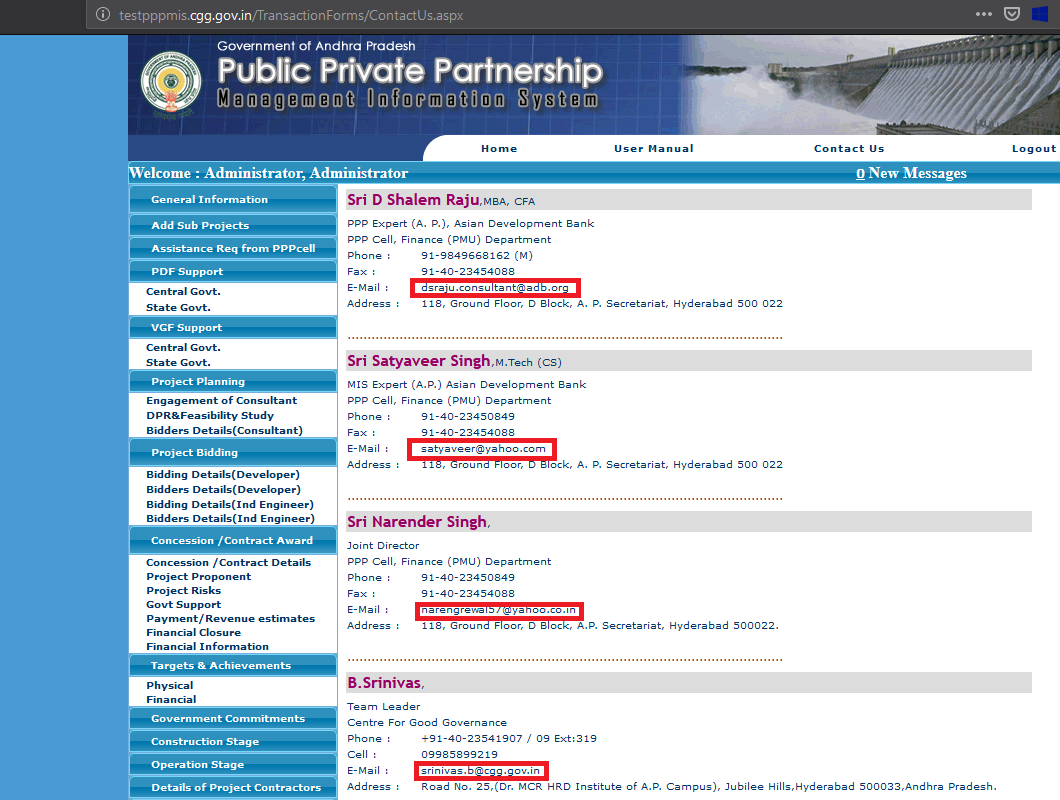 testpppmis.cgg.gov.in/TransactionForms/ContactUs.aspx
Government of Andhra Pradesh
Public Private Partnership
Management Information System
Home User Manual Contact Us Logout
Welcome : Administrator, Administrator 0 New Messages
General Information
Add Sub Projects
Assistance Req from PPPcell
PDF Support
Central Govt.
State Govt.
VGF Support
Central Govt.
State Govt.
Project Planning
Engagement of Consultant
DPR&Feasibility Study
Bidders Details(Consultant)
Project Bidding
Bidding Details(Developer)
Bidders Details(Developer)
Bidding Details(Ind Engineer)
Bidders Details(Ind Engineer)
Concession /Contract Award
Concession /Contract Details
Project Proponent
Project Risks
Govt Support
Payment/Revenue estimates
Financial Closure
Financial Information
Targets & Achievements
Physical
Financial
Government Commitments
Construction Stage
Operation Stage
Details of Project Contractors
Sri D Shalem Raju,MBA, CFA
PPP Expert (A. P.), Asian Development Bank
PPP Cell, Finance (PMU) Department
Phone : 91-9849668162 (M)
Fax : 91-40-23454088
E-Mail : dsraju.consultant@adb.org
Address : 118, Ground Floor, D Block, A. P. Secretariat, Hyderabad 500 022
Sri Satyaveer Singh,M.Tech (CS)
MIS Expert (A.P.) Asian Development Bank
PPP Cell, Finance (PMU) Department
Phone : 91-40-23450849
Fax : 91-40-23454088
E-Mail : satyaveer@yahoo.com
Address : 118, Ground Floor, D Block, A. P. Secretariat, Hyderabad 500 022
Sri Narender Singh,
Joint Director
PPP Cell, Finance (PMU) Department
Phone : 91-40-23450849
Fax : 91-40-23454088
E-Mail : narengrewal57@yahoo.co.in
Address : 118, Ground Floor, D Block, A.P. Secretariat, Hyderabad 500022.
B.Srinivas,
Team Leader
Centre For Good Governance
Phone : +91-40-23541907 / 09 Ext:319
Cell : 09985899219
E-Mail : srinivas.b@cgg.gov.in
Address : Road No. 25,(Dr. MCR HRD Institute of A.P. Campus), Jubilee Hills,Hyderabad 500033,Andhra Pradesh.